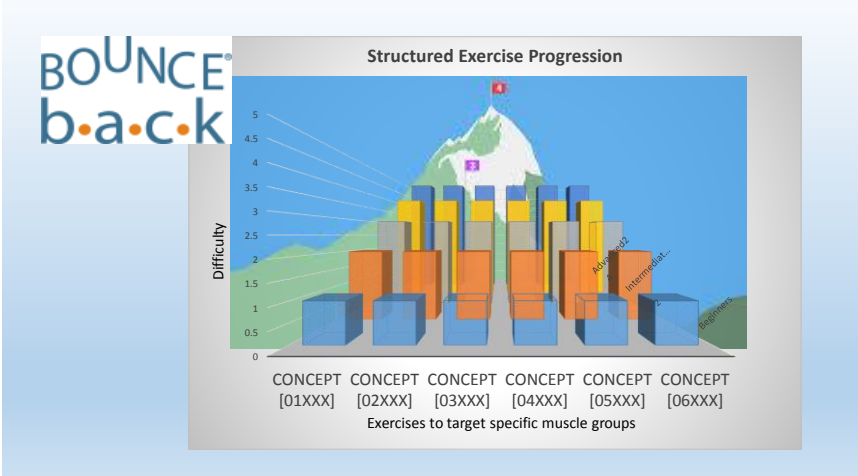 BOUNCE®
b•a•c•k
Structured Exercise Progression
4
3
5
4.5
4
3.5
3
2.5
2
1.5
1
0.5
0
Difficulty
Advanced2
Intermediat...
2
Beginners
CONCEPT CONCEPT CONCEPT CONCEPT CONCEPT CONCEPT
[01XXX] [02XXX] [03XXX] [04XXX] [05XXX] [06XXX]
Exercises to target specific muscle groups